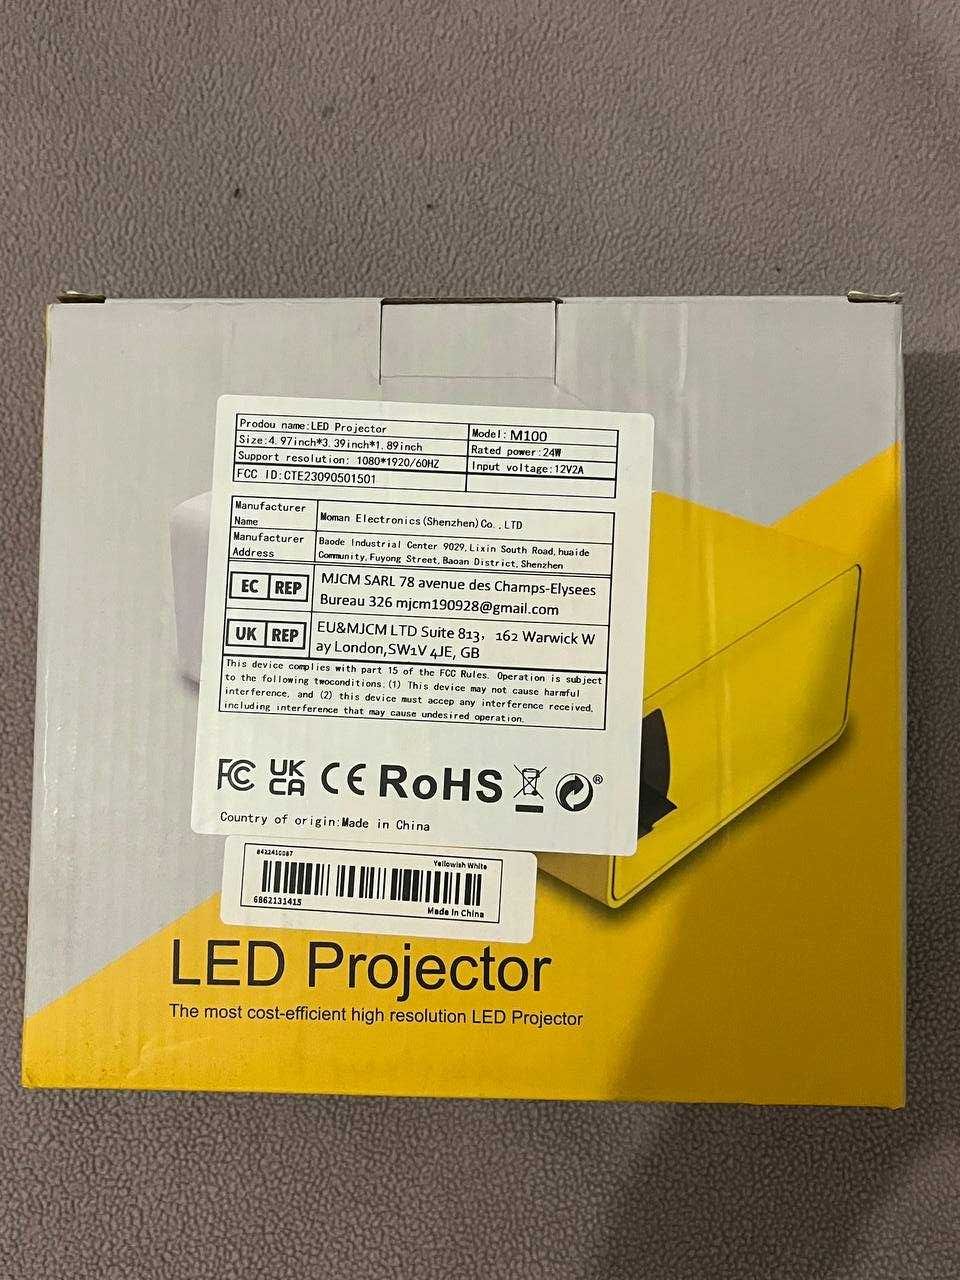 Prodou name:LED Projector
Model: M100
Size:4.97inch*3.39inch*1.89inch
Rated power:24W
Support resolution: 1080*1920/60HZ
Input voltage:12V2A
FCC ID:CTE23090501501
Manufacturer Name
Moman Electronics(Shenzhen)Co.,LTD
Manufacturer Address
Baode Industrial Center 9029,Lixin South Road,huaide
Community,Fuyong Street,Baoan District,Shenzhen
EC REP
MJCM SARL 78 avenue des Champs-Elysees
Bureau 326 mjcm190928@gmail.com
UK REP
EU&MJCM LTD Suite 813, 162 Warwick W
ay London,SW1V 4JE, GB
This device complies with part 15 of the FCC Rules. Operation is subject
to the following twoconditions:(1) This device may not cause harmful
interference, and (2) this device must accep any interference received,
including interference that may cause undesired operation.
FC UK CA CE RoHS ®
Country of origin:Made in China
8422410087
Yellowish White
6862131415
Made In China
LED Projector
The most cost-efficient high resolution LED Projector